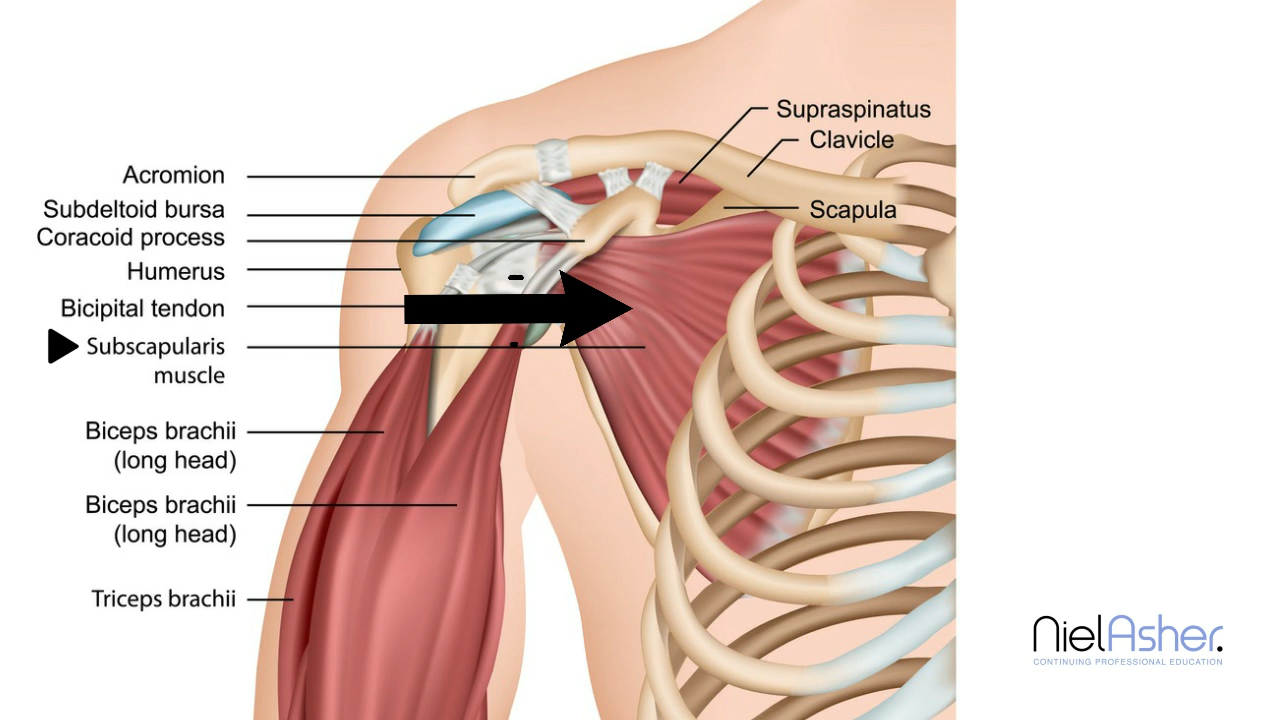 Supraspinatus
Clavicle
Acromion
Subdeltoid bursa
Scapula
Coracoid process
Humerus
Bicipital tendon
Subscapularis
muscle
Biceps brachii
(long head)
Biceps brachii
(long head)
Triceps brachii
NielAsher.
CONTINUING PROFESSIONAL EDUCATION